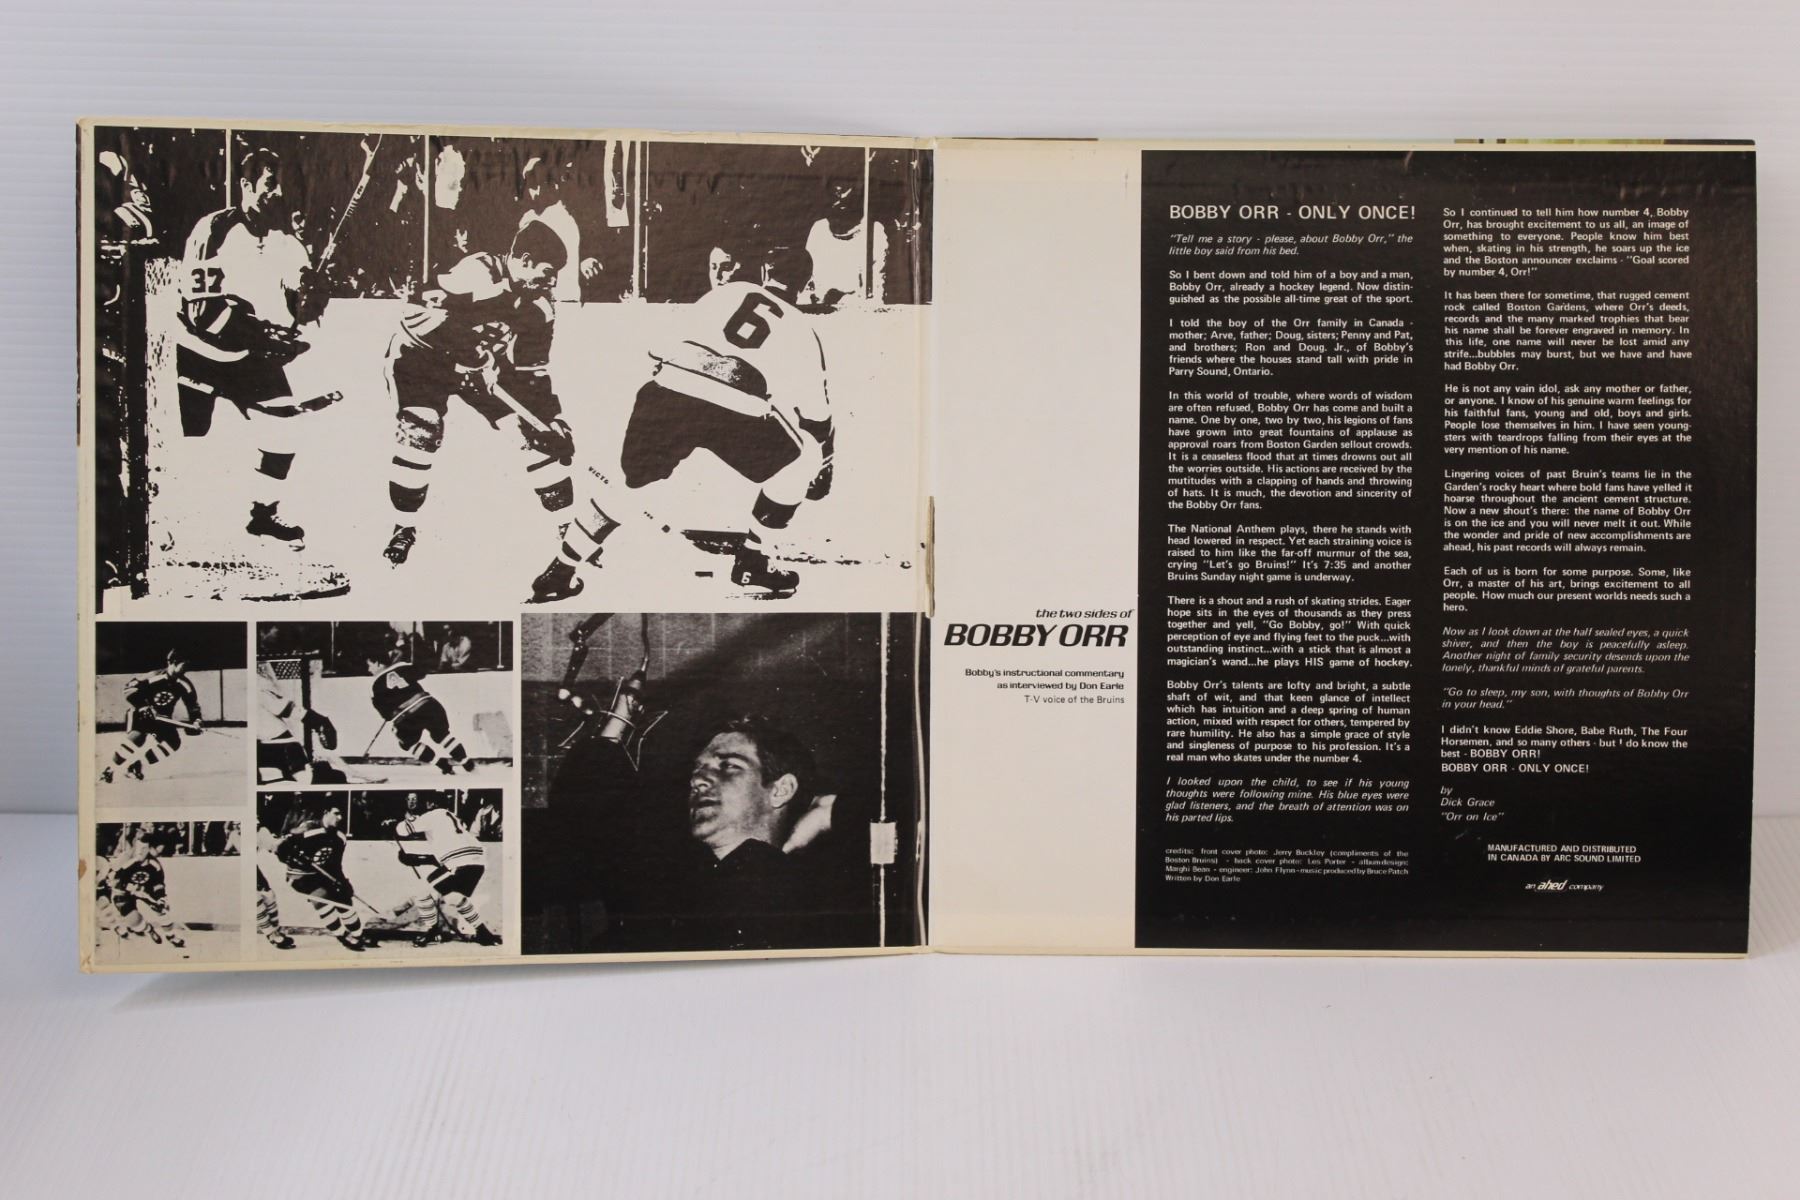 37
6
VICTO
6
4
the two sides of
BOBBY ORR
Bobby's instructional commentary
as interviewed by Don Earle
T-V voice of the Bruins
BOBBY ORR - ONLY ONCE!
"Tell me a story - please, about Bobby Orr," the
little boy said from his bed.
So I bent down and told him of a boy and a man,
Bobby Orr, already a hockey legend. Now distin-
guished as the possible all-time great of the sport.
I told the boy of the Orr family in Canada -
mother; Arve, father; Doug, sisters; Penny and Pat,
and brothers; Ron and Doug. Jr., of Bobby's
friends where the houses stand tall with pride in
Parry Sound, Ontario.
In this world of trouble, where words of wisdom
are often refused, Bobby Orr has come and built a
name. One by one, two by two, his legions of fans
have grown into great fountains of applause as
approval roars from Boston Garden sellout crowds.
It is a ceaseless flood that at times drowns out all
the worries outside. His actions are received by the
mutitudes with a clapping of hands and throwing
of hats. It is much, the devotion and sincerity of
the Bobby Orr fans.
The National Anthem plays, there he stands with
head lowered in respect. Yet each straining voice is
raised to him like the far-off murmur of the sea,
crying "Let's go Bruins!" It's 7:35 and another
Bruins Sunday night game is underway.
There is a shout and a rush of skating strides. Eager
hope sits in the eyes of thousands as they press
together and yell, "Go Bobby, go!" With quick
perception of eye and flying feet to the puck...with
outstanding instinct...with a stick that is almost a
magician's wand...he plays HIS game of hockey.
Bobby Orr's talents are lofty and bright, a subtle
shaft of wit, and that keen glance of intellect
which has intuition and a deep spring of human
action, mixed with respect for others, tempered by
rare humility. He also has a simple grace of style
and singleness of purpose to his profession. It's a
real man who skates under the number 4.
I looked upon the child, to see if his young
thoughts were following mine. His blue eyes were
glad listeners, and the breath of attention was on
his parted lips.
credits: front cover photo: Jerry Buckley (compliments of the
Boston Bruins) - back cover photo: Les Porter - album design:
Marghi Bean - engineer: John Flynn - music produced by Bruce Patch
Written by Don Earle
So I continued to tell him how number 4, Bobby
Orr, has brought excitement to us all, an image of
something to everyone. People know him best
when, skating in his strength, he soars up the ice
and the Boston announcer exclaims - "Goal scored
by number 4, Orr!"
It has been there for sometime, that rugged cement
rock called Boston Gardens, where Orr's deeds,
records and the many marked trophies that bear
his name shall be forever engraved in memory. In
this life, one name will never be lost amid any
strife...bubbles may burst, but we have and have
had Bobby Orr.
He is not any vain idol, ask any mother or father,
or anyone. I know of his genuine warm feelings for
his faithful fans, young and old, boys and girls.
People lose themselves in him. I have seen young-
sters with teardrops falling from their eyes at the
very mention of his name.
Lingering voices of past Bruin's teams lie in the
Garden's rocky heart where bold fans have yelled it
hoarse throughout the ancient cement structure.
Now a new shout's there: the name of Bobby Orr
is on the ice and you will never melt it out. While
the wonder and pride of new accomplishments are
ahead, his past records will always remain.
Each of us is born for some purpose. Some, like
Orr, a master of his art, brings excitement to all
people. How much our present worlds needs such a
hero.
Now as I look down at the half sealed eyes, a quick
shiver, and then the boy is peacefully asleep.
Another night of family security desends upon the
lonely, thankful minds of grateful parents.
"Go to sleep, my son, with thoughts of Bobby Orr
in your head."
I didn't know Eddie Shore, Babe Ruth, The Four
Horsemen, and so many others - but I do know the
best - BOBBY ORR!
BOBBY ORR - ONLY ONCE!
by
Dick Grace
"Orr on Ice"
MANUFACTURED AND DISTRIBUTED
IN CANADA BY ARC SOUND LIMITED
an ahed company